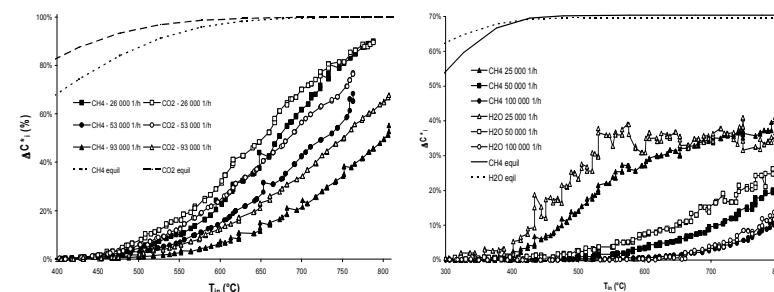 100%
80%
60%
40%
20%
0%
ΔC*i (%)
CH4 - 26 000 1/h
CO2 - 26 000 1/h
CH4 - 53 000 1/h
CO2 - 53 000 1/h
CH4 - 93 000 1/h
CO2 - 93 000 1/h
CH4 equil
CO2 equil
400 450 500 550 600 650 700 750 800
Tin (°C)
70%
60%
50%
40%
30%
20%
10%
0%
ΔC*i
CH4 25 000 1/h
CH4 50 000 1/h
CH4 100 000 1/h
H2O 25 000 1/h
H2O 50 000 1/h
H2O 100 000 1/h
CH4 equil
H2O eqil
300 400 500 600 700 800
Tin (°C)